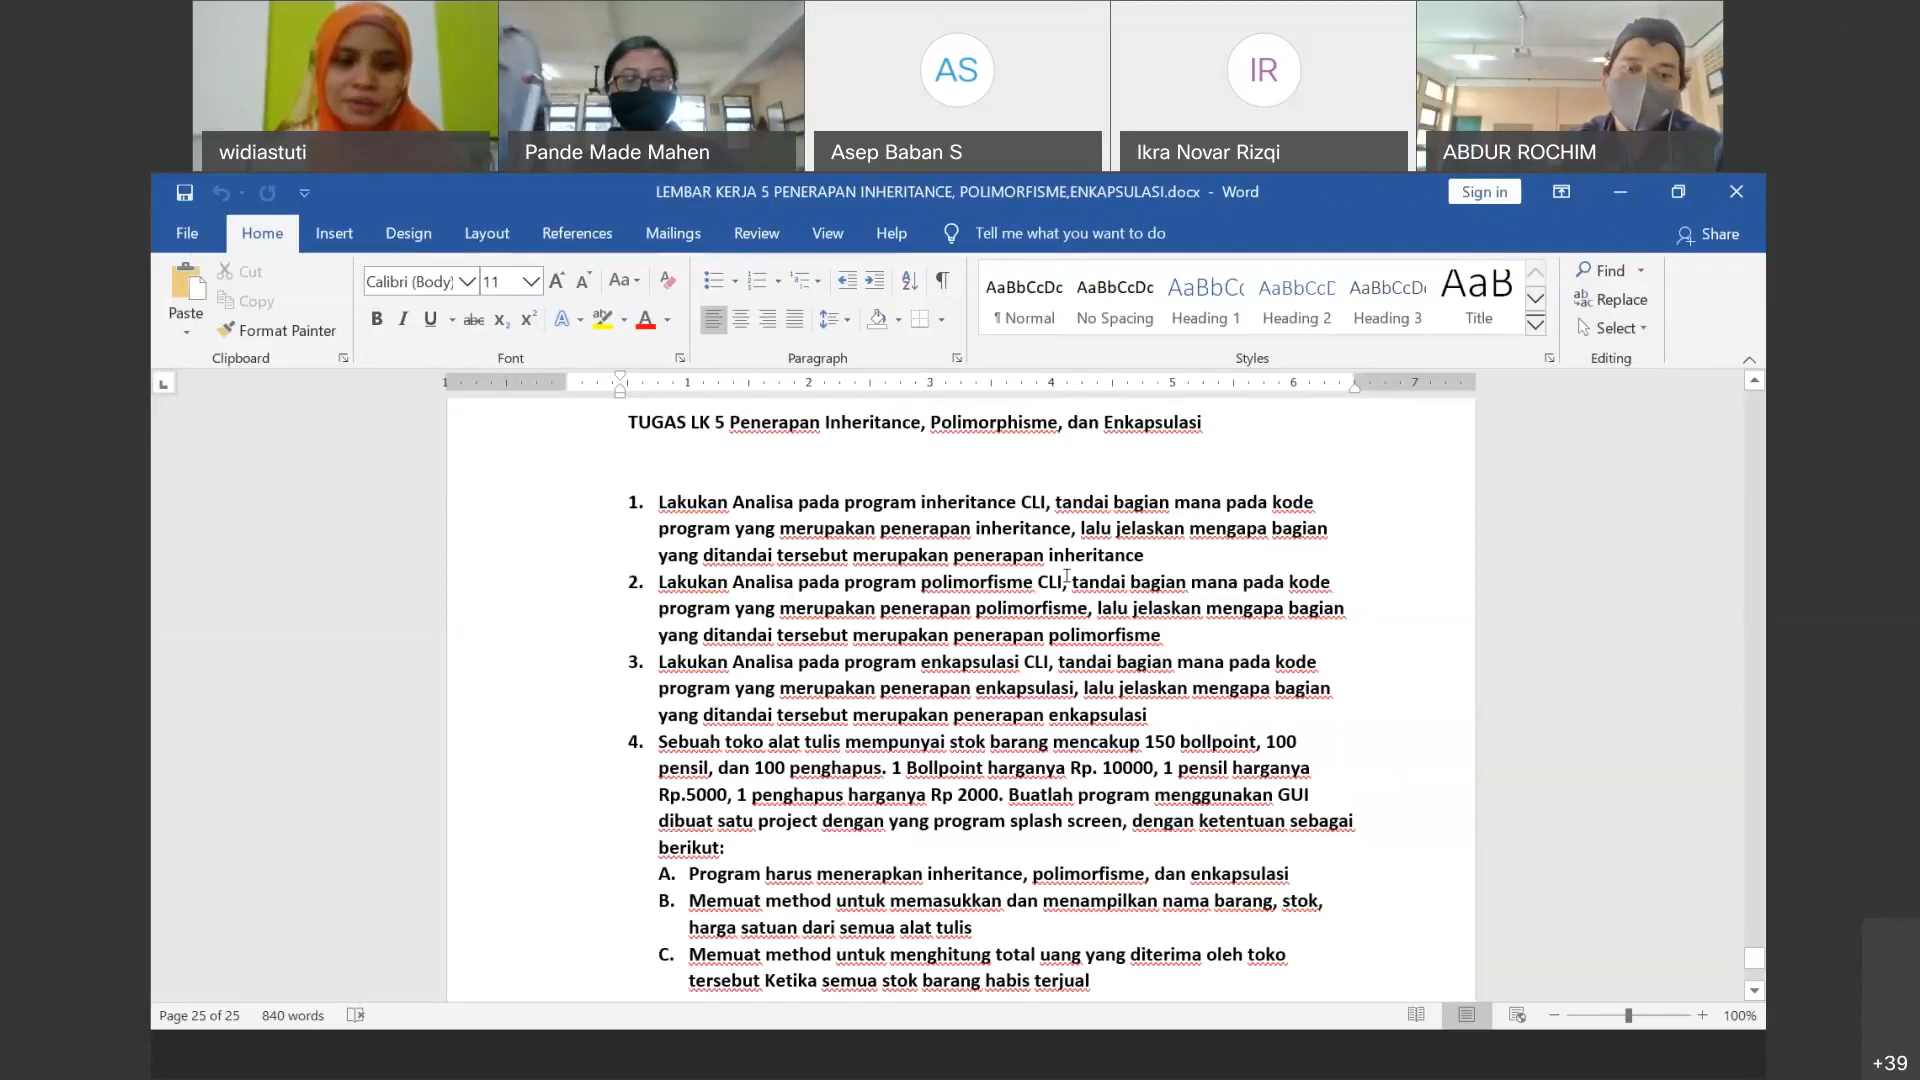 AS
IR
widiastuti
Pande Made Mahen
Asep Baban S
Ikra Novar Rizqi
ABDUR ROCHIM
LEMBAR KERJA 5 PENERAPAN INHERITANCE, POLIMORFISME,ENKAPSULASI.docx - Word
Sign in
File Home Insert Design Layout References Mailings Review View Help Tell me what you want to do Share
Paste
Cut
Copy
Format Painter
Clipboard
Calibri (Body) 11
Font
Paragraph
AaBbCcDc AaBbCcDc AaBbCc AaBbCcD AaBbCcDc AaB
¶ Normal No Spacing Heading 1 Heading 2 Heading 3 Title
Styles
Find
Replace
Select
Editing
1 1 2 3 4 5 6 7
TUGAS LK 5 Penerapan Inheritance, Polimorphisme, dan Enkapsulasi
1. Lakukan Analisa pada program inheritance CLI, tandai bagian mana pada kode
program yang merupakan penerapan inheritance, lalu jelaskan mengapa bagian
yang ditandai tersebut merupakan penerapan inheritance
2. Lakukan Analisa pada program polimorfisme CLI, tandai bagian mana pada kode
program yang merupakan penerapan polimorfisme, lalu jelaskan mengapa bagian
yang ditandai tersebut merupakan penerapan polimorfisme
3. Lakukan Analisa pada program enkapsulasi CLI, tandai bagian mana pada kode
program yang merupakan penerapan enkapsulasi, lalu jelaskan mengapa bagian
yang ditandai tersebut merupakan penerapan enkapsulasi
4. Sebuah toko alat tulis mempunyai stok barang mencakup 150 bollpoint, 100
pensil, dan 100 penghapus. 1 Bollpoint harganya Rp. 10000, 1 pensil harganya
Rp.5000, 1 penghapus harganya Rp 2000. Buatlah program menggunakan GUI
dibuat satu project dengan yang program splash screen, dengan ketentuan sebagai
berikut:
A. Program harus menerapkan inheritance, polimorfisme, dan enkapsulasi
B. Memuat method untuk memasukkan dan menampilkan nama barang, stok,
harga satuan dari semua alat tulis
C. Memuat method untuk menghitung total uang yang diterima oleh toko
tersebut Ketika semua stok barang habis terjual
Page 25 of 25 840 words 100%
+39